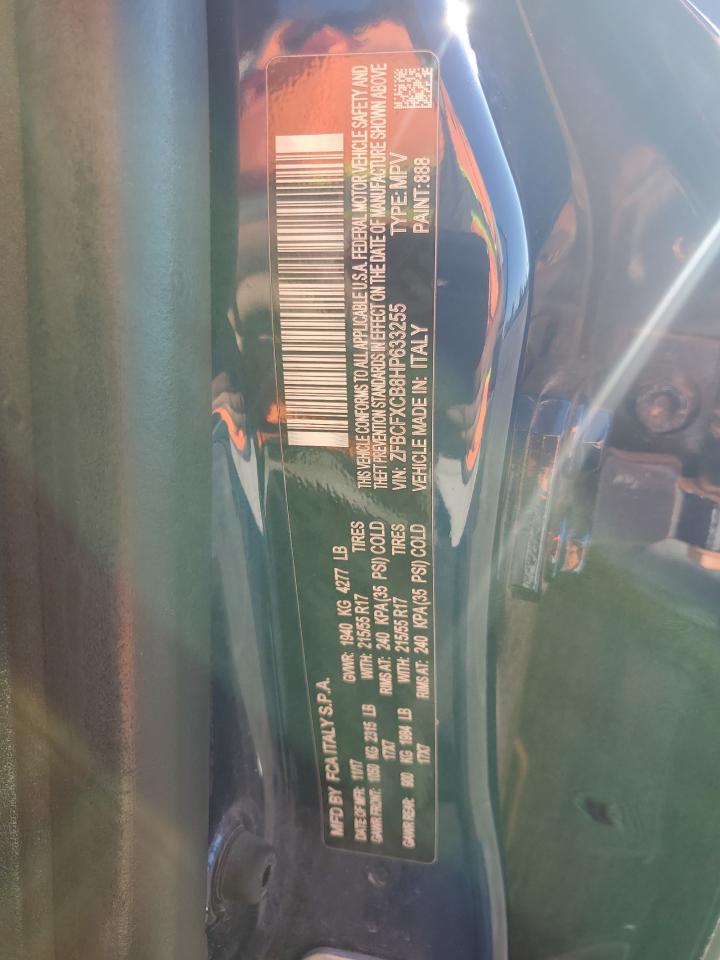 MFD BY FCA ITALY S.P.A.
DATE OF MFR: 11/17 GVWR: 1940 KG 4277 LB
GAWR FRONT: 1050 KG 2315 LB WITH: 215/55 R17 TIRES
17X7 RIMS AT: 240 KPA(35 PSI) COLD
GAWR REAR: 900 KG 1984 LB WITH: 215/55 R17 TIRES
17X7 RIMS AT: 240 KPA(35 PSI) COLD
THIS VEHICLE CONFORMS TO ALL APPLICABLE U.S.A. FEDERAL MOTOR VEHICLE SAFETY AND
THEFT PREVENTION STANDARDS IN EFFECT ON THE DATE OF MANUFACTURE SHOWN ABOVE
VIN: ZFBCFXCB8HP633255 TYPE: MPV
VEHICLE MADE IN: ITALY PAINT: 888